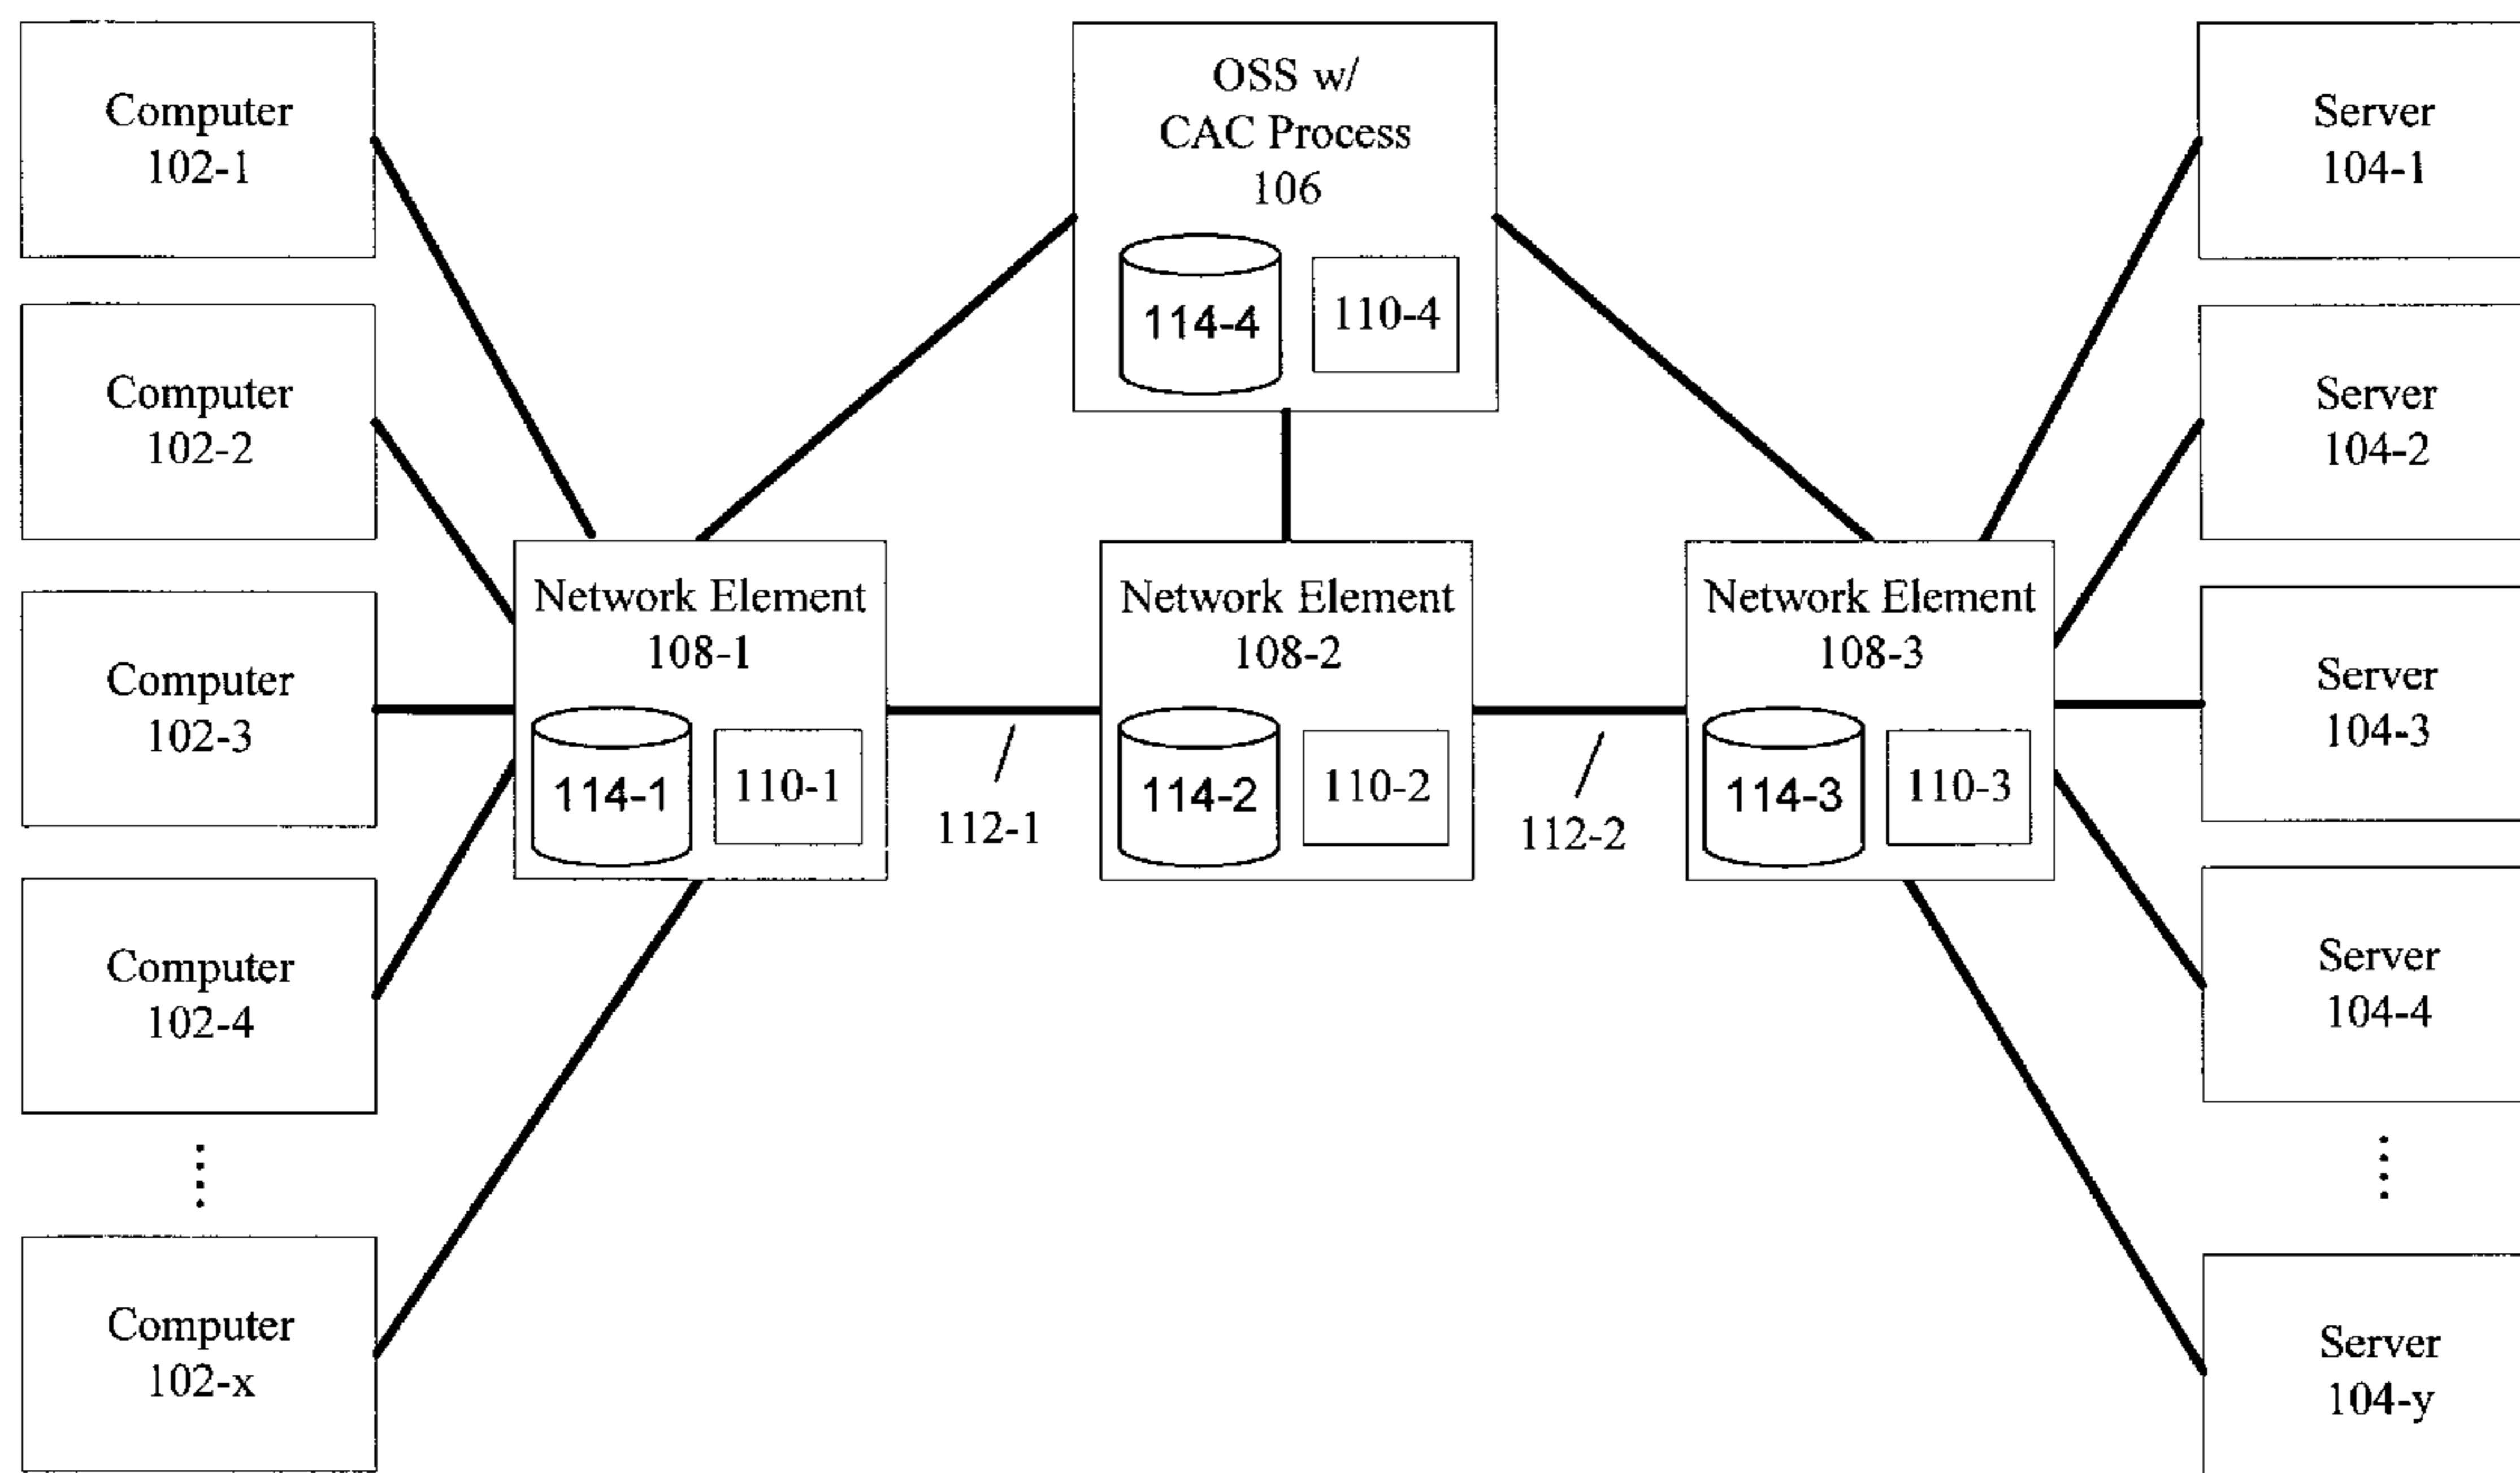 Computer
102-1
Computer
102-2
Computer
102-3
Computer
102-4
Computer
102-x
OSS w/
CAC Process
106
114-4
110-4
Network Element
108-1
114-1
110-1
112-1
Network Element
108-2
114-2
110-2
112-2
Network Element
108-3
114-3
110-3
Server
104-1
Server
104-2
Server
104-3
Server
104-4
Server
104-y